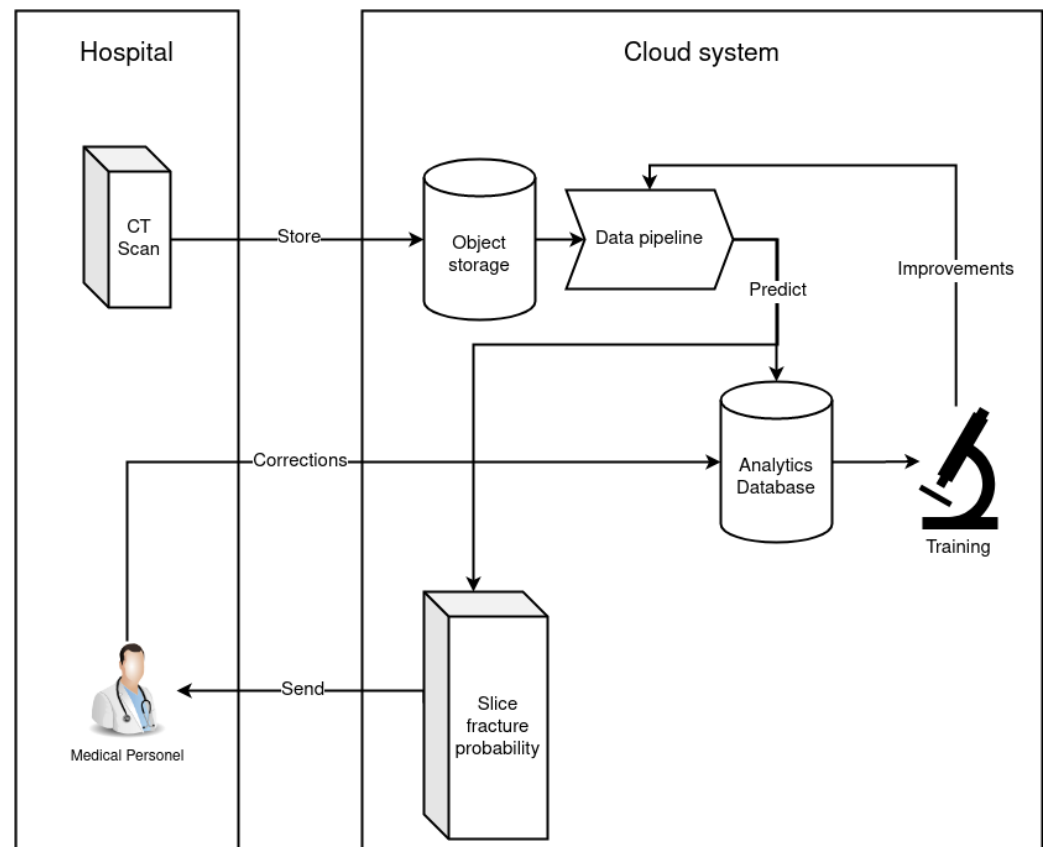 Hospital
Cloud system
CT
Scan
Store
Object
storage
Data pipeline
Predict
Improvements
Corrections
Analytics
Database
Training
Medical Personel
Send
Slice
fracture
probability